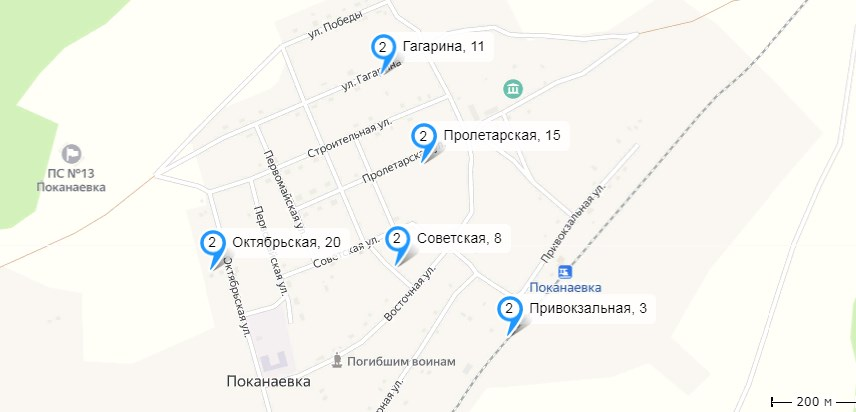 ул. Победы
2
Гагарина, 11
ул. Гагарина
Строительная ул.
2
Пролетарская, 15
Пролетарская
ПС №13
Поканаевка
Первомайская ул.
Привокзальная ул.
2
Октябрьская, 20
2
Советская, 8
Советская ул.
Октябрьская ул.
Восточная ул.
Поканаевка
2
Привокзальная, 3
Погибшим воинам
Поканаевка
200 м